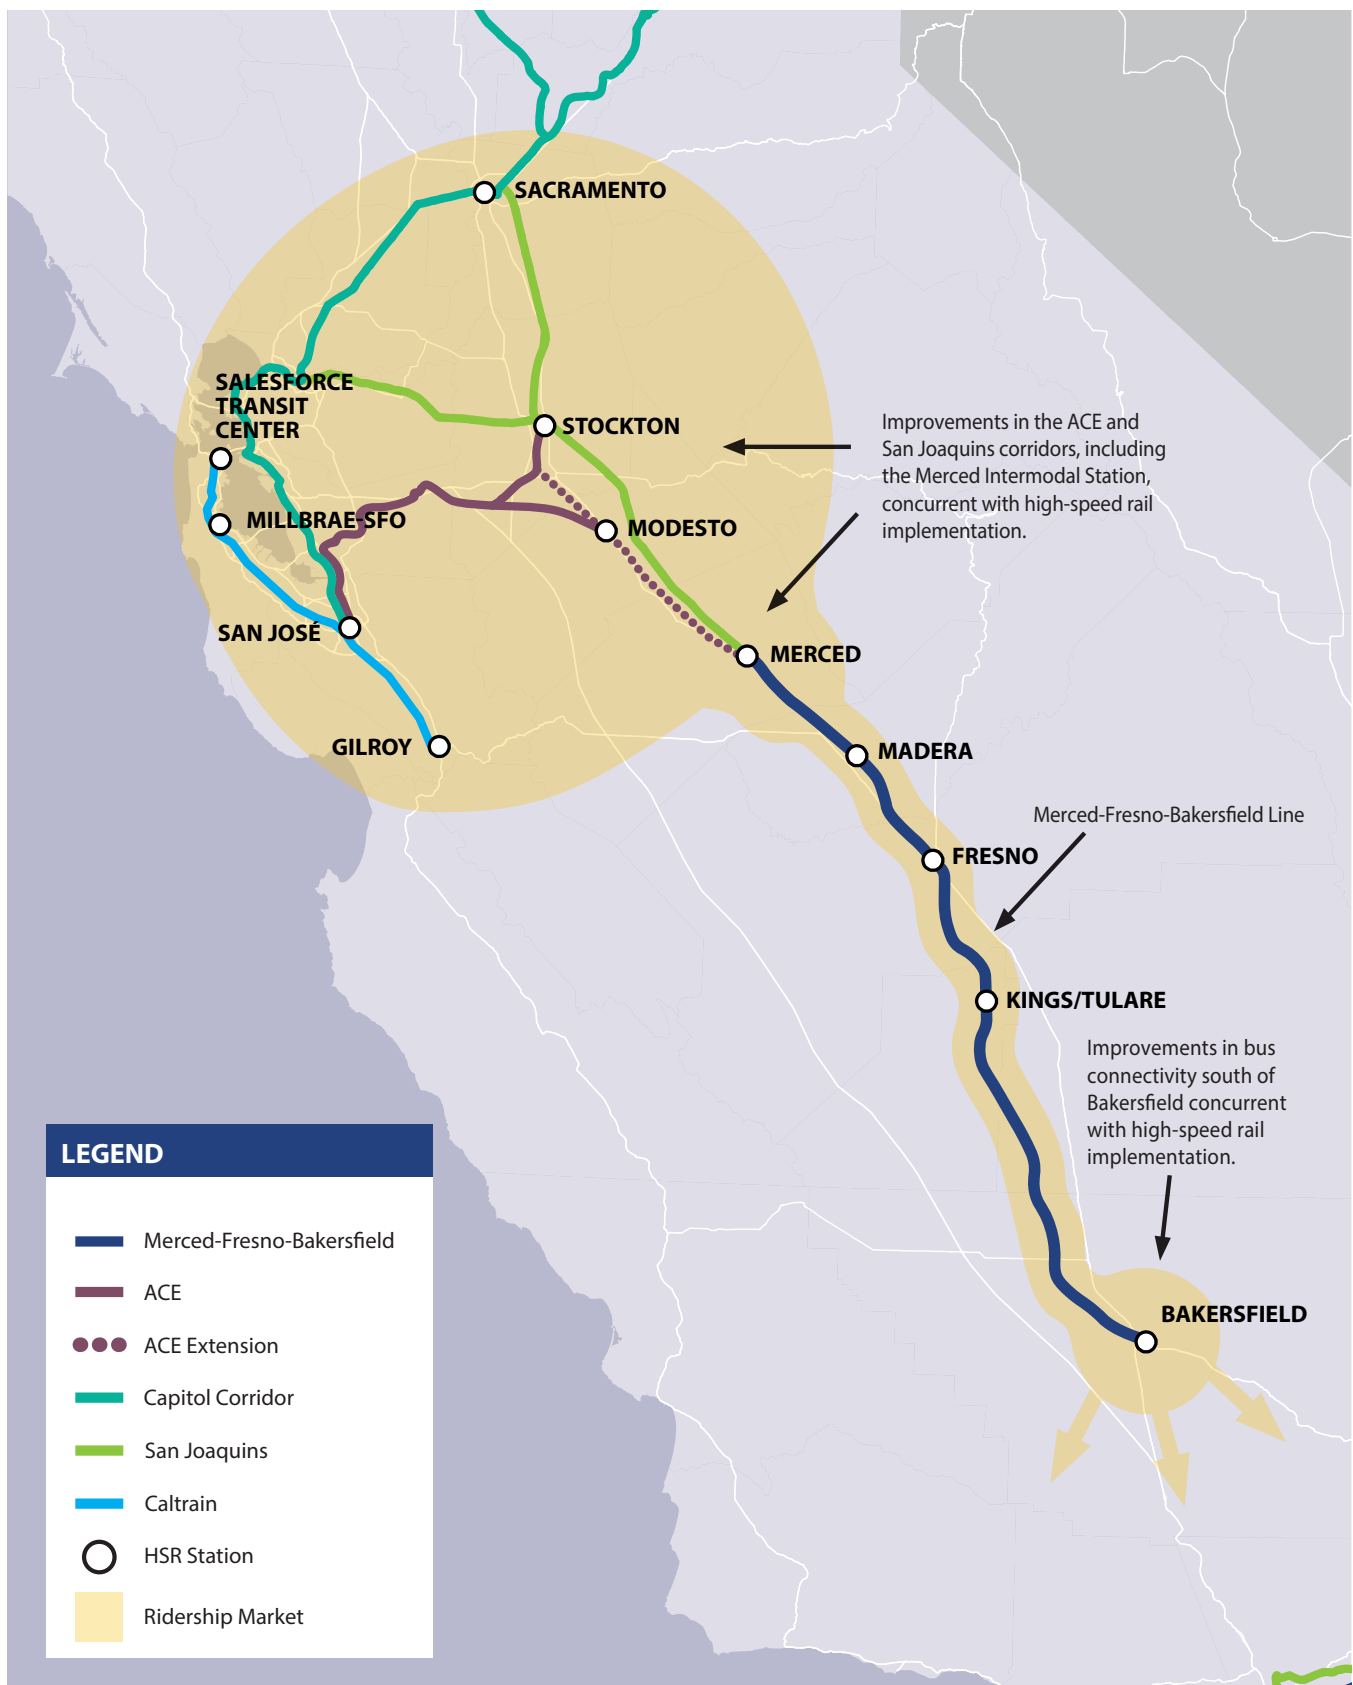 SACRAMENTO
SALESFORCE
TRANSIT
CENTER
STOCKTON
Improvements in the ACE and
San Joaquins corridors, including
the Merced Intermodal Station,
concurrent with high-speed rail
implementation.
MILLBRAE-SFO
MODESTO
SAN JOSÉ
MERCED
GILROY
MADERA
Merced-Fresno-Bakersfield Line
FRESNO
KINGS/TULARE
Improvements in bus
connectivity south of
Bakersfield concurrent
with high-speed rail
implementation.
BAKERSFIELD
LEGEND
Merced-Fresno-Bakersfield
ACE
ACE Extension
Capitol Corridor
San Joaquins
Caltrain
HSR Station
Ridership Market